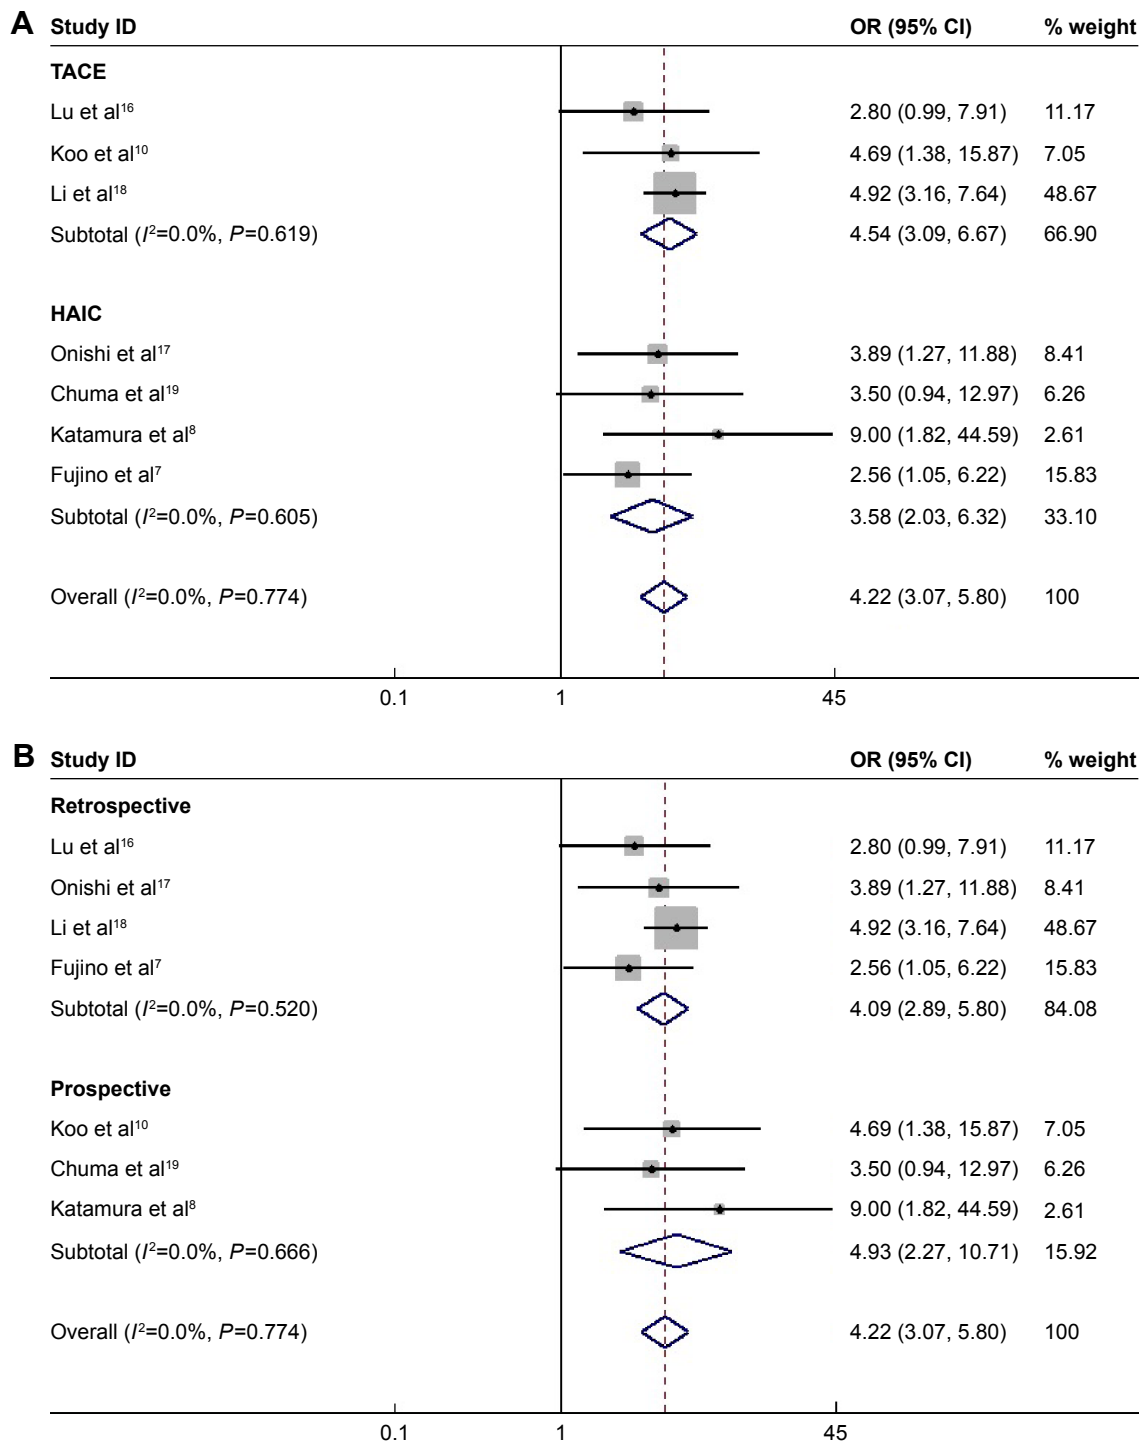 A Study ID OR (95% CI) % weight
TACE
Lu et al16 2.80 (0.99, 7.91) 11.17
Koo et al10 4.69 (1.38, 15.87) 7.05
Li et al18 4.92 (3.16, 7.64) 48.67
Subtotal (I2=0.0%, P=0.619) 4.54 (3.09, 6.67) 66.90
HAIC
Onishi et al17 3.89 (1.27, 11.88) 8.41
Chuma et al19 3.50 (0.94, 12.97) 6.26
Katamura et al8 9.00 (1.82, 44.59) 2.61
Fujino et al7 2.56 (1.05, 6.22) 15.83
Subtotal (I2=0.0%, P=0.605) 3.58 (2.03, 6.32) 33.10
Overall (I2=0.0%, P=0.774) 4.22 (3.07, 5.80) 100
0.1 1 45
B Study ID OR (95% CI) % weight
Retrospective
Lu et al16 2.80 (0.99, 7.91) 11.17
Onishi et al17 3.89 (1.27, 11.88) 8.41
Li et al18 4.92 (3.16, 7.64) 48.67
Fujino et al7 2.56 (1.05, 6.22) 15.83
Subtotal (I2=0.0%, P=0.520) 4.09 (2.89, 5.80) 84.08
Prospective
Koo et al10 4.69 (1.38, 15.87) 7.05
Chuma et al19 3.50 (0.94, 12.97) 6.26
Katamura et al8 9.00 (1.82, 44.59) 2.61
Subtotal (I2=0.0%, P=0.666) 4.93 (2.27, 10.71) 15.92
Overall (I2=0.0%, P=0.774) 4.22 (3.07, 5.80) 100
0.1 1 45